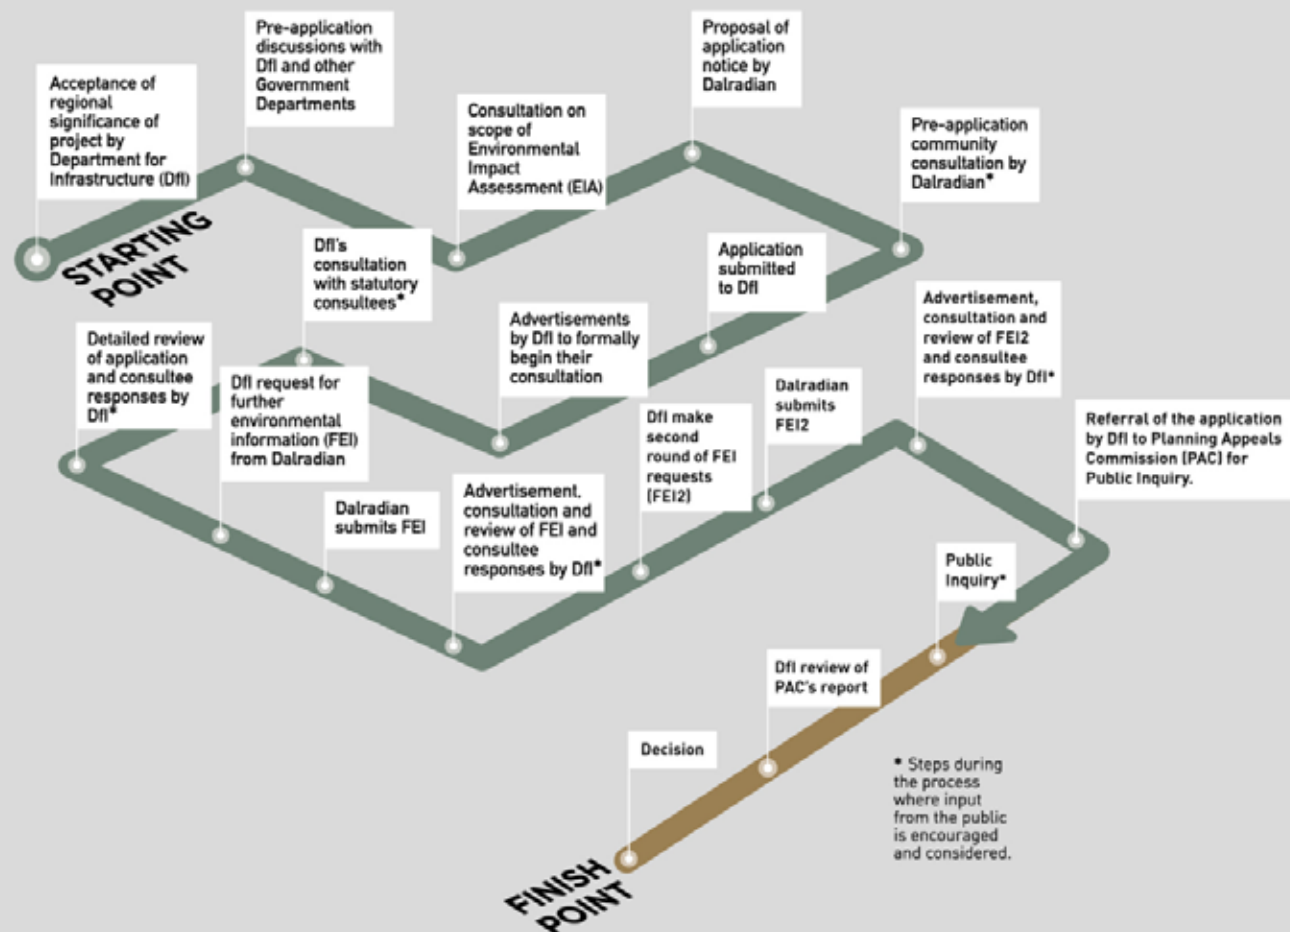 Acceptance of
regional
significance of
project by
Department for
Infrastructure (DfI)
STARTING
POINT
Pre-application
discussions with
DfI and other
Government
Departments
Consultation on
scope of
Environmental
Impact
Assessment (EIA)
Proposal of
application
notice by
Dalradian
Pre-application
community
consultation by
Dalradian*
Application
submitted
to DfI
Advertisements
by DfI to formally
begin their
consultation
DfI's
consultation
with statutory
consultees*
Detailed review
of application
and consultee
responses by
DfI*
DfI request for
further
environmental
information (FEI)
from Dalradian
Dalradian
submits FEI
Advertisement,
consultation and
review of FEI and
consultee
responses by DfI*
DfI make
second
round of FEI
requests
(FEI2)
Dalradian
submits
FEI2
Advertisement,
consultation and
review of FEI2
and consultee
responses by DfI*
Referral of the application
by DfI to Planning Appeals
Commission (PAC) for
Public Inquiry.
Public
Inquiry*
DfI review of
PAC's report
Decision
FINISH
POINT
* Steps during
the process
where input
from the public
is encouraged
and considered.